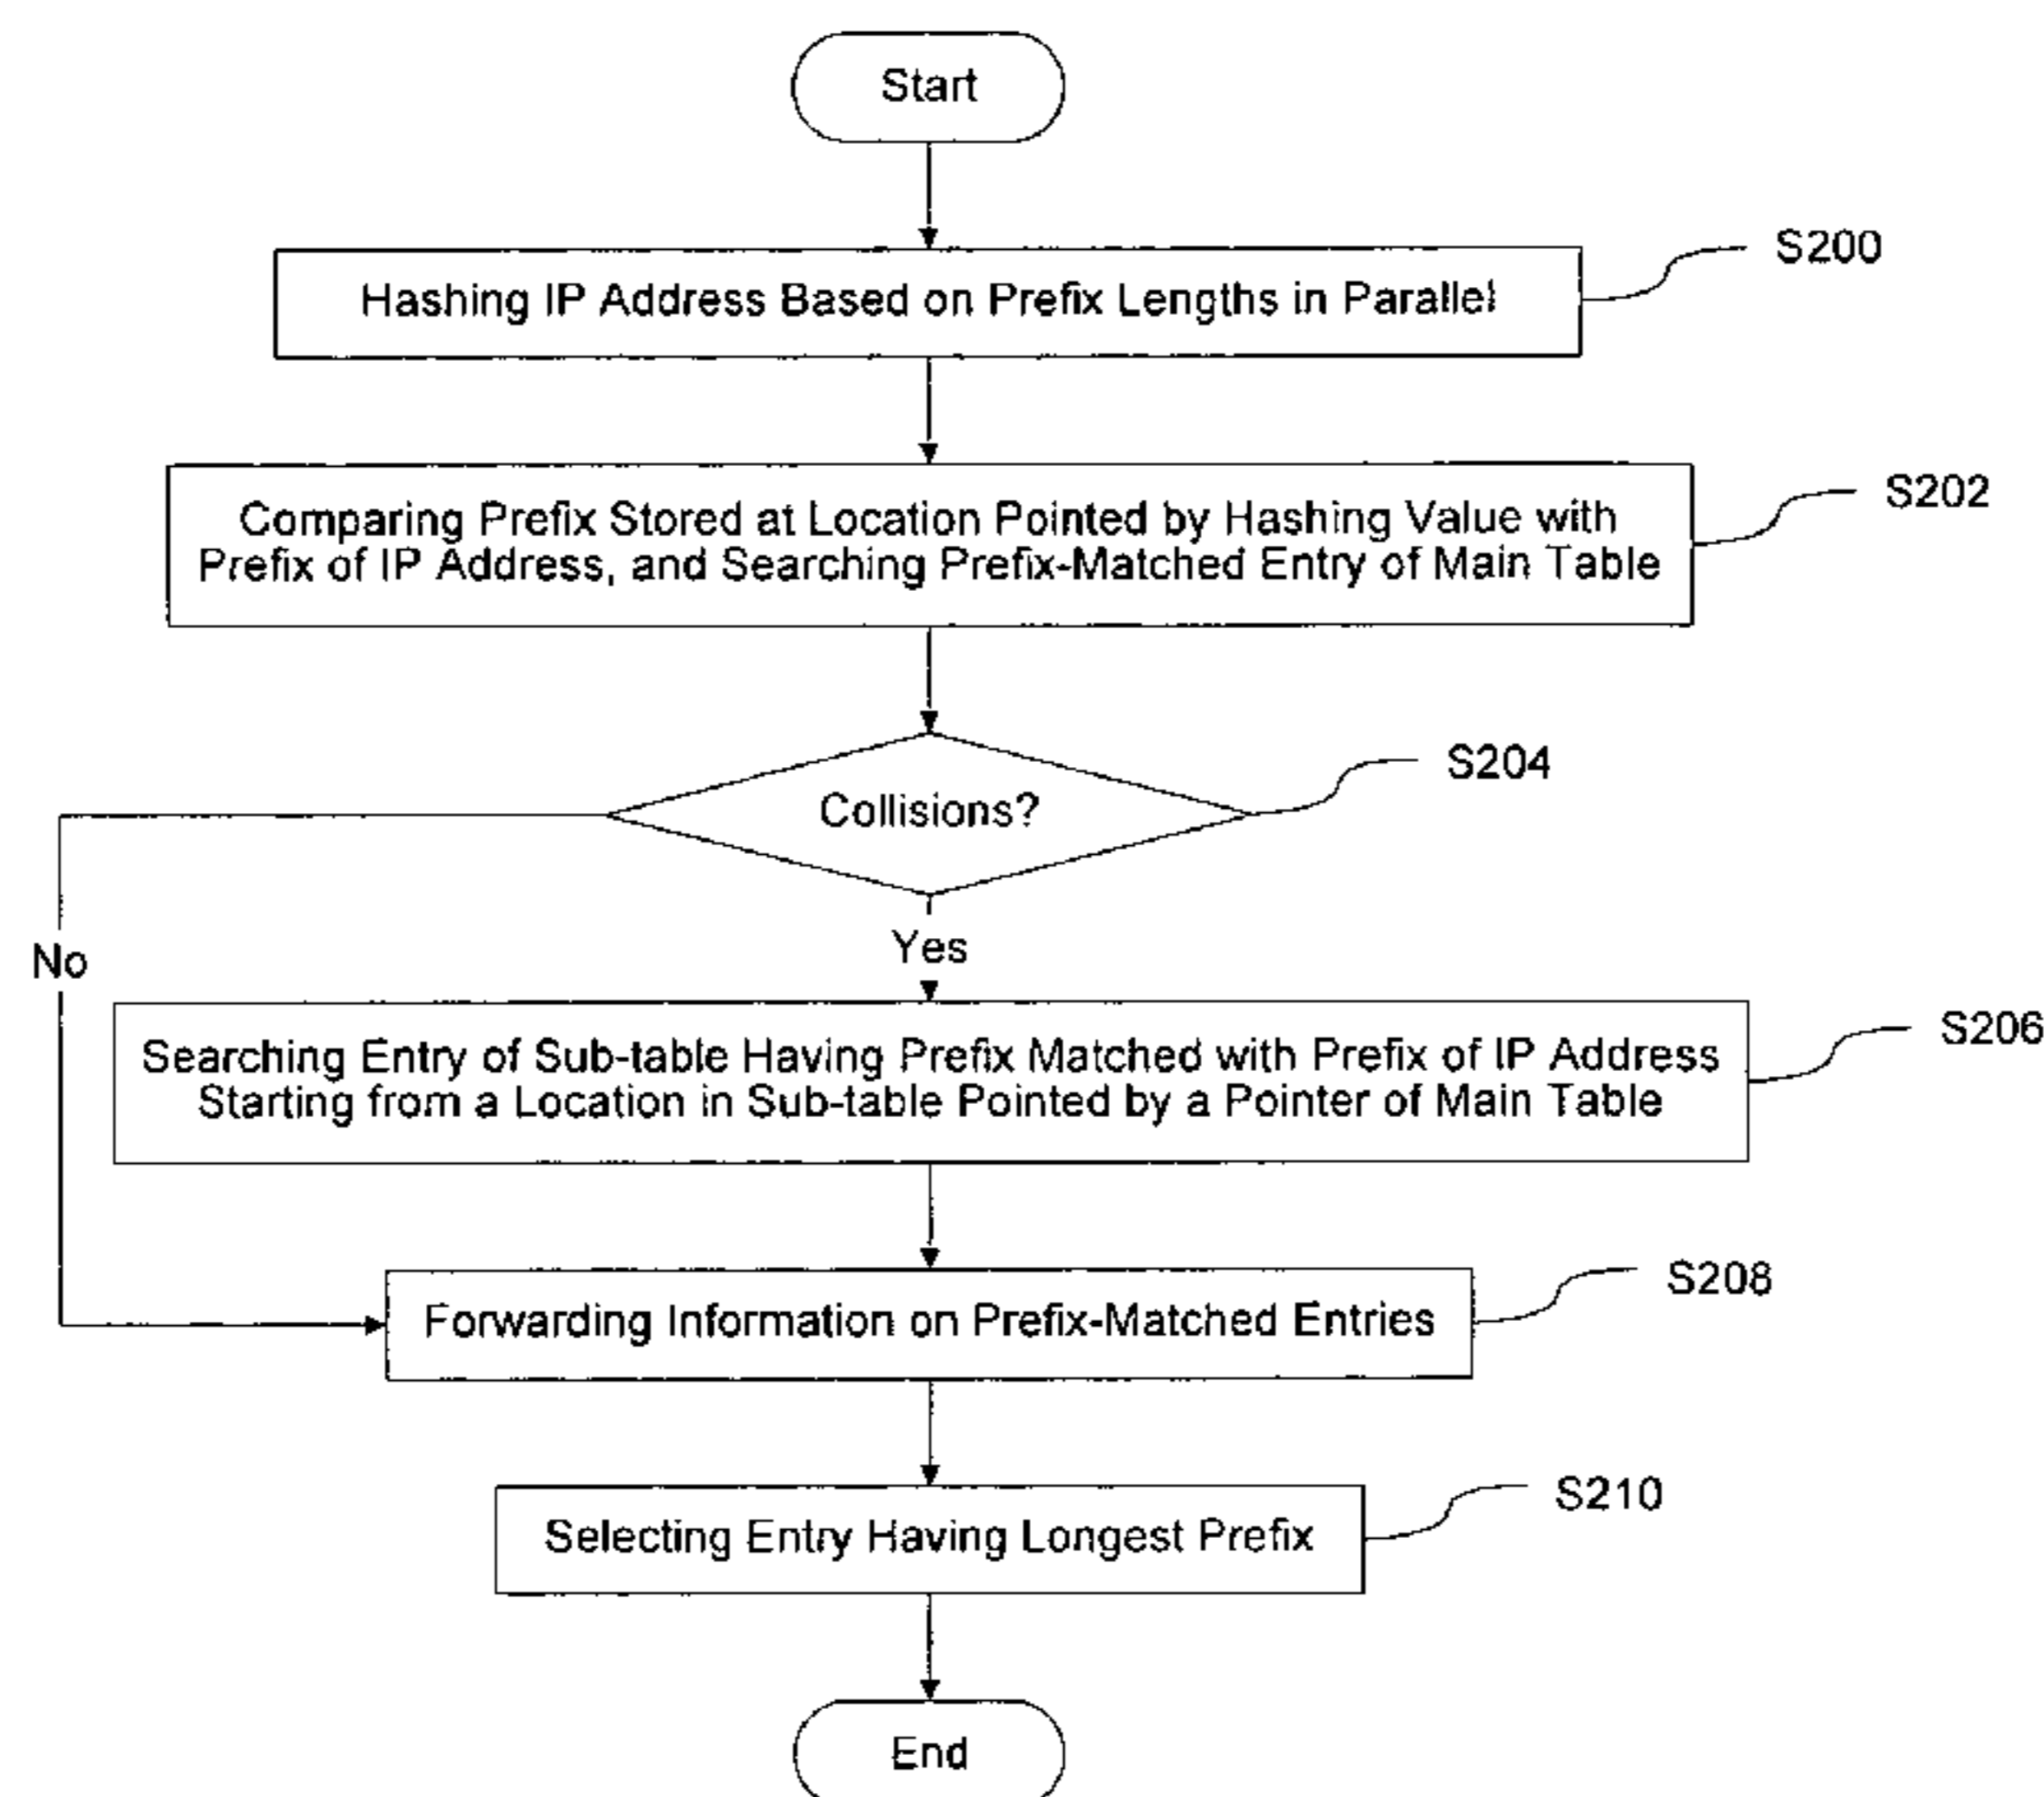 Start
Hashing IP Address Based on Prefix Lengths in Parallel
S200
Comparing Prefix Stored at Location Pointed by Hashing Value with
Prefix of IP Address, and Searching Prefix-Matched Entry of Main Table
S202
Collisions?
S204
No
Yes
Searching Entry of Sub-table Having Prefix Matched with Prefix of IP Address
Starting from a Location in Sub-table Pointed by a Pointer of Main Table
S206
Forwarding Information on Prefix-Matched Entries
S208
Selecting Entry Having Longest Prefix
S210
End